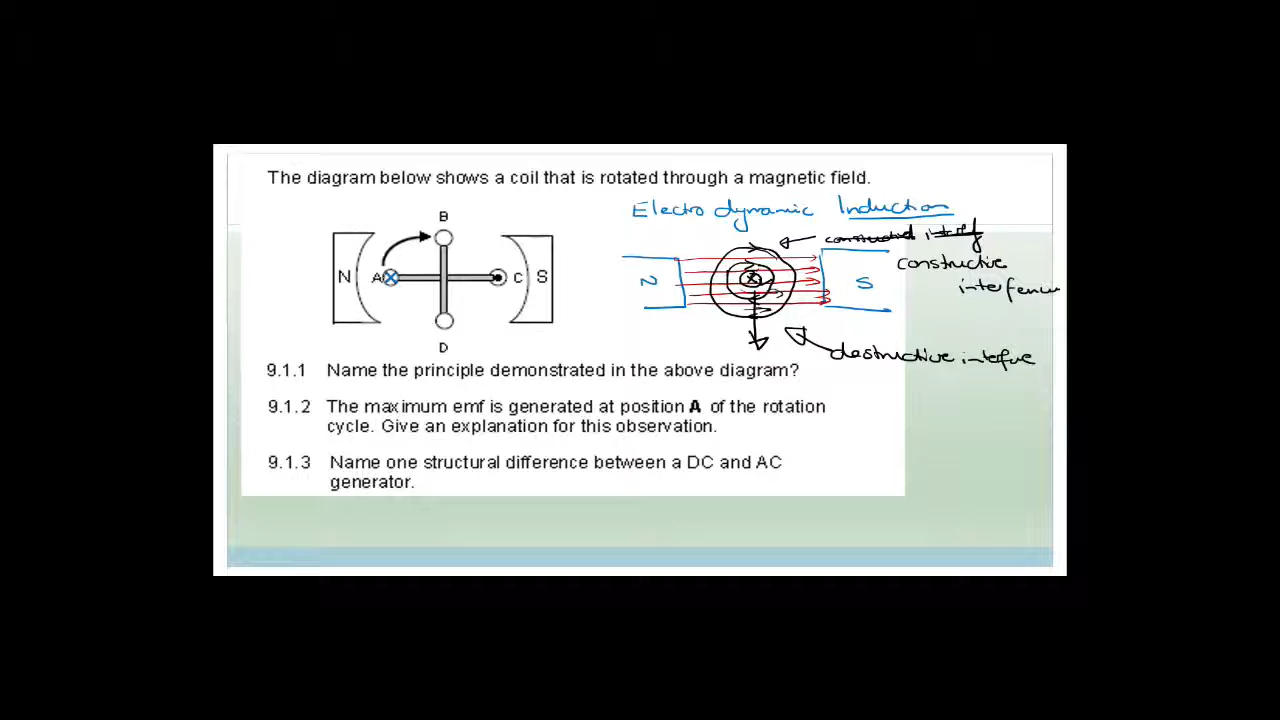 The diagram below shows a coil that is rotated through a magnetic field.
Electro dynamic Induction
B
N A C S
D
constructive interf
constructive
interference
N S
destructive
9.1.1 Name the principle demonstrated in the above diagram?
9.1.2 The maximum emf is generated at position A of the rotation
cycle. Give an explanation for this observation.
9.1.3 Name one structural difference between a DC and AC
generator.